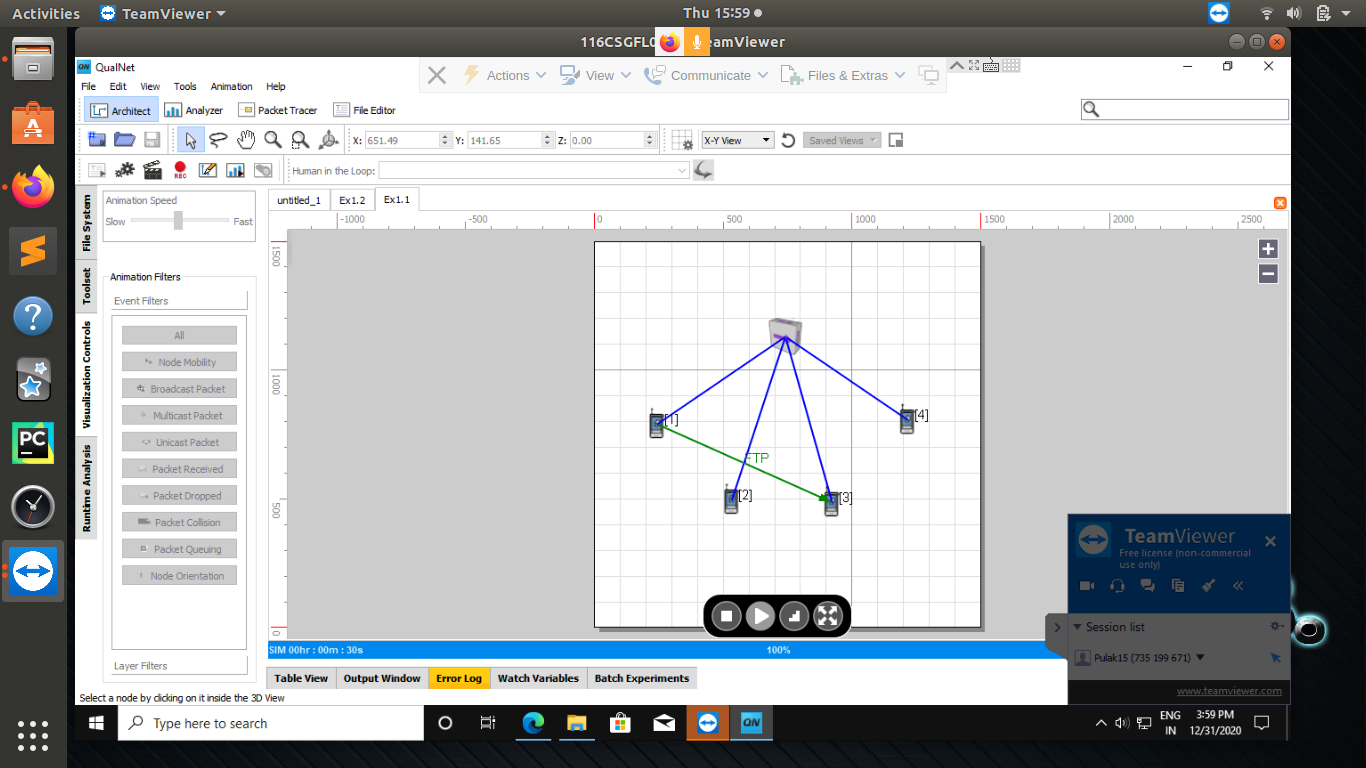 Activities TeamViewer Thu 15:59
116CSGFL0 TeamViewer
QN QualNet
Actions View Communicate Files & Extras
File Edit View Tools Animation Help
Architect Analyzer Packet Tracer File Editor
X: 651.49 Y: 141.65 Z: 0.00 X-Y View Saved Views
REC Human in the Loop:
File System
Toolset
Visualization Controls
Runtime Analysis
Animation Speed
Slow Fast
Animation Filters
Event Filters
All
Node Mobility
Broadcast Packet
Multicast Packet
Unicast Packet
Packet Received
Packet Dropped
Packet Collision
Packet Queuing
Node Orientation
Layer Filters
untitled_1 Ex1.2 Ex1.1
-1000 -500 0 500 1000 1500 2000 2500
1500
1000
500
0
[1]
[4]
FTP
[2] [3]
SIM 00hr : 00m : 30s 100%
Table View Output Window Error Log Watch Variables Batch Experiments
Select a node by clicking on it inside the 3D View
TeamViewer
Free license (non-commercial
use only)
Session list
Pulak15 (735 199 671)
www.teamviewer.com
PC
Type here to search
QN
ENG
IN
3:59 PM
12/31/2020